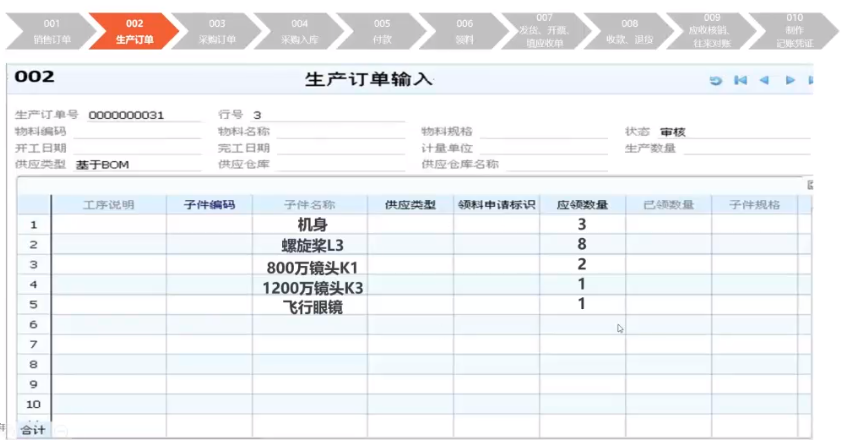 001 002 003 004 005 006 007 008 009 010
销售订单 生产订单 采购订单 采购入库 付款 领料 发货、开票、填应收单 收款、退货 应收核销、往来对账 制作记账凭证
002 生产订单输入
生产订单号 0000000031 行号 3
物料编码 物料名称 物料规格 状态 审核
开工日期 完工日期 计量单位 生产数量
供应类型 基于BOM 供应仓库 供应仓库名称
工序说明 子件编码 子件名称 供应类型 领料申请标识 应领数量 已领数量 子件规格
1 机身 3
2 螺旋桨L3 8
3 800万镜头K1 2
4 1200万镜头K3 1
5 飞行眼镜 1
6
7
8
9
10
合计